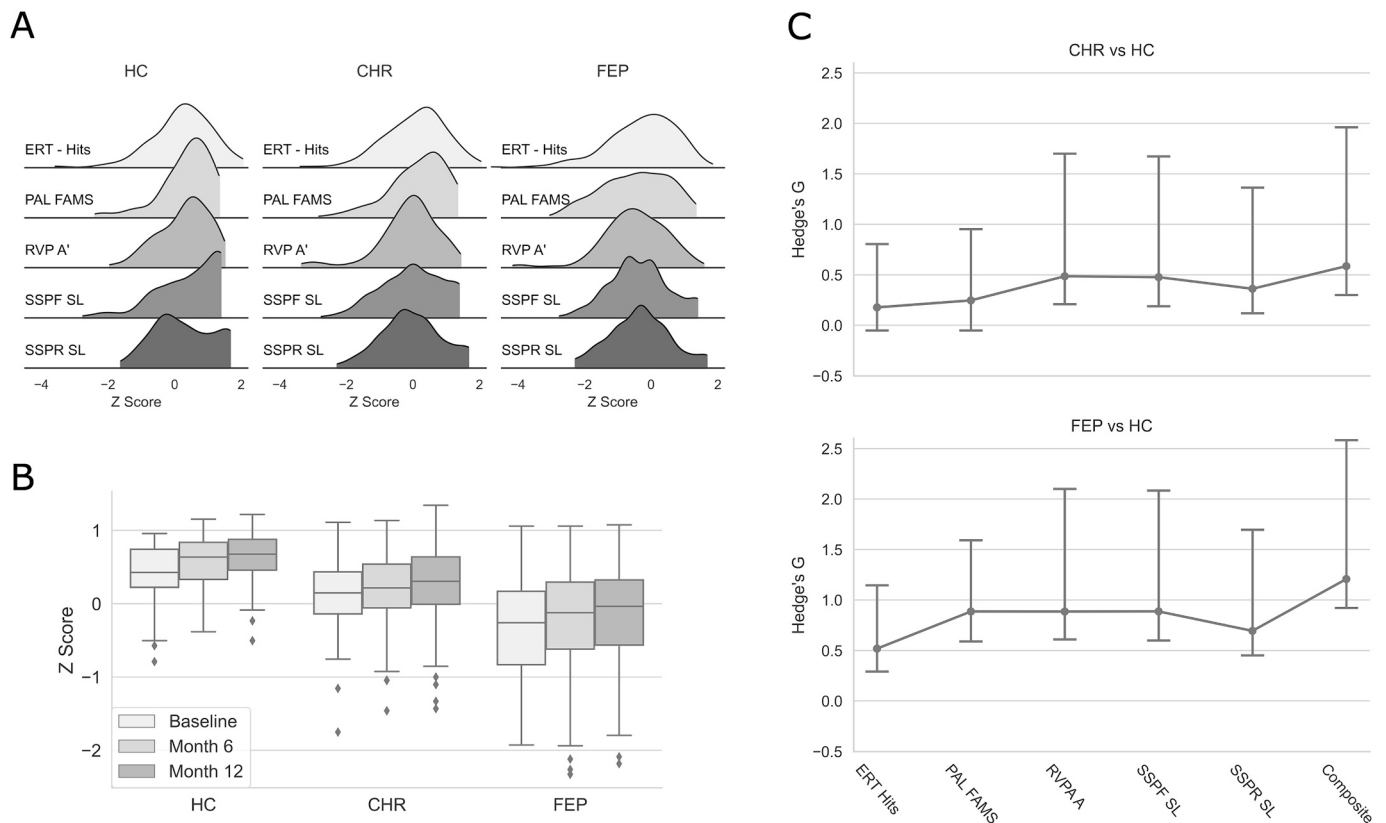 A
HC
CHR
FEP
ERT - Hits
ERT - Hits
ERT - Hits
PAL FAMS
PAL FAMS
PAL FAMS
RVP A'
RVP A'
RVP A'
SSPF SL
SSPF SL
SSPF SL
SSPR SL
SSPR SL
SSPR SL
−4 −2 0 2
−4 −2 0 2
−4 −2 0 2
Z Score
Z Score
Z Score
B
Z Score
1
0
−1
−2
Baseline
Month 6
Month 12
HC
CHR
FEP
C
CHR vs HC
Hedge's G
2.5
2.0
1.5
1.0
0.5
0.0
−0.5
FEP vs HC
Hedge's G
2.5
2.0
1.5
1.0
0.5
0.0
−0.5
ERT Hits
PAL FAMS
RVPA A
SSPF SL
SSPR SL
Composite